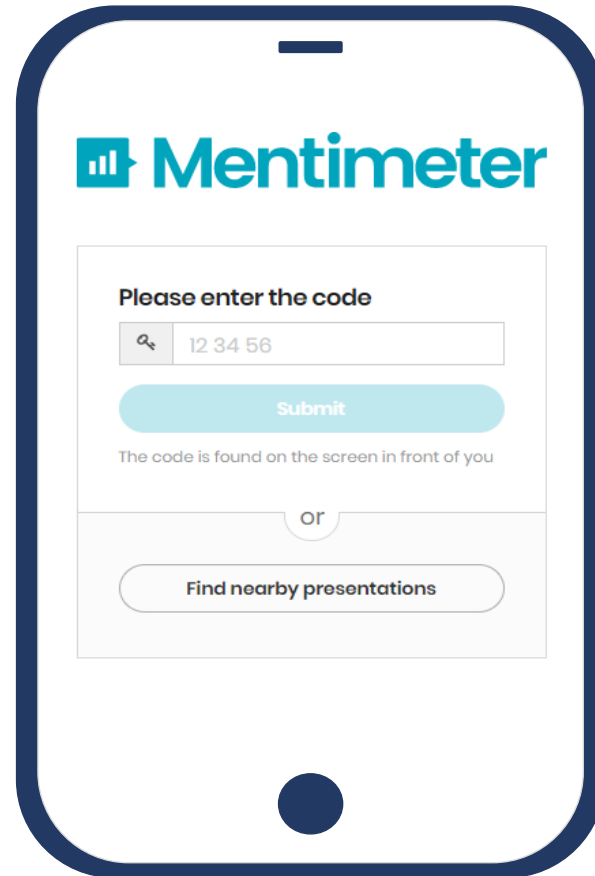 Mentimeter
Please enter the code
12 34 56
Submit
The code is found on the screen in front of you
or
Find nearby presentations